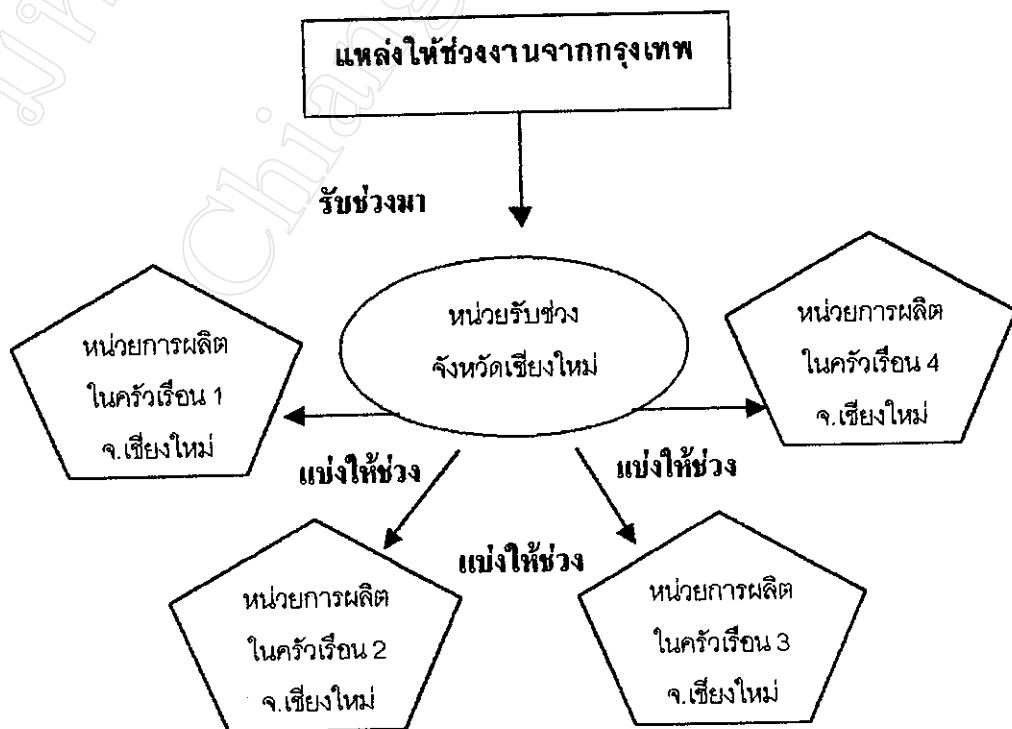 แหล่งให้ช่วงงานจากกรุงเทพ
รับช่วงมา
หน่วยรับช่วง
จังหวัดเชียงใหม่
หน่วยการผลิต
ในครัวเรือน 1
จ.เชียงใหม่
หน่วยการผลิต
ในครัวเรือน 4
จ.เชียงใหม่
แบ่งให้ช่วง
แบ่งให้ช่วง
แบ่งให้ช่วง
หน่วยการผลิต
ในครัวเรือน 2
จ.เชียงใหม่
หน่วยการผลิต
ในครัวเรือน 3
จ.เชียงใหม่
Chiang